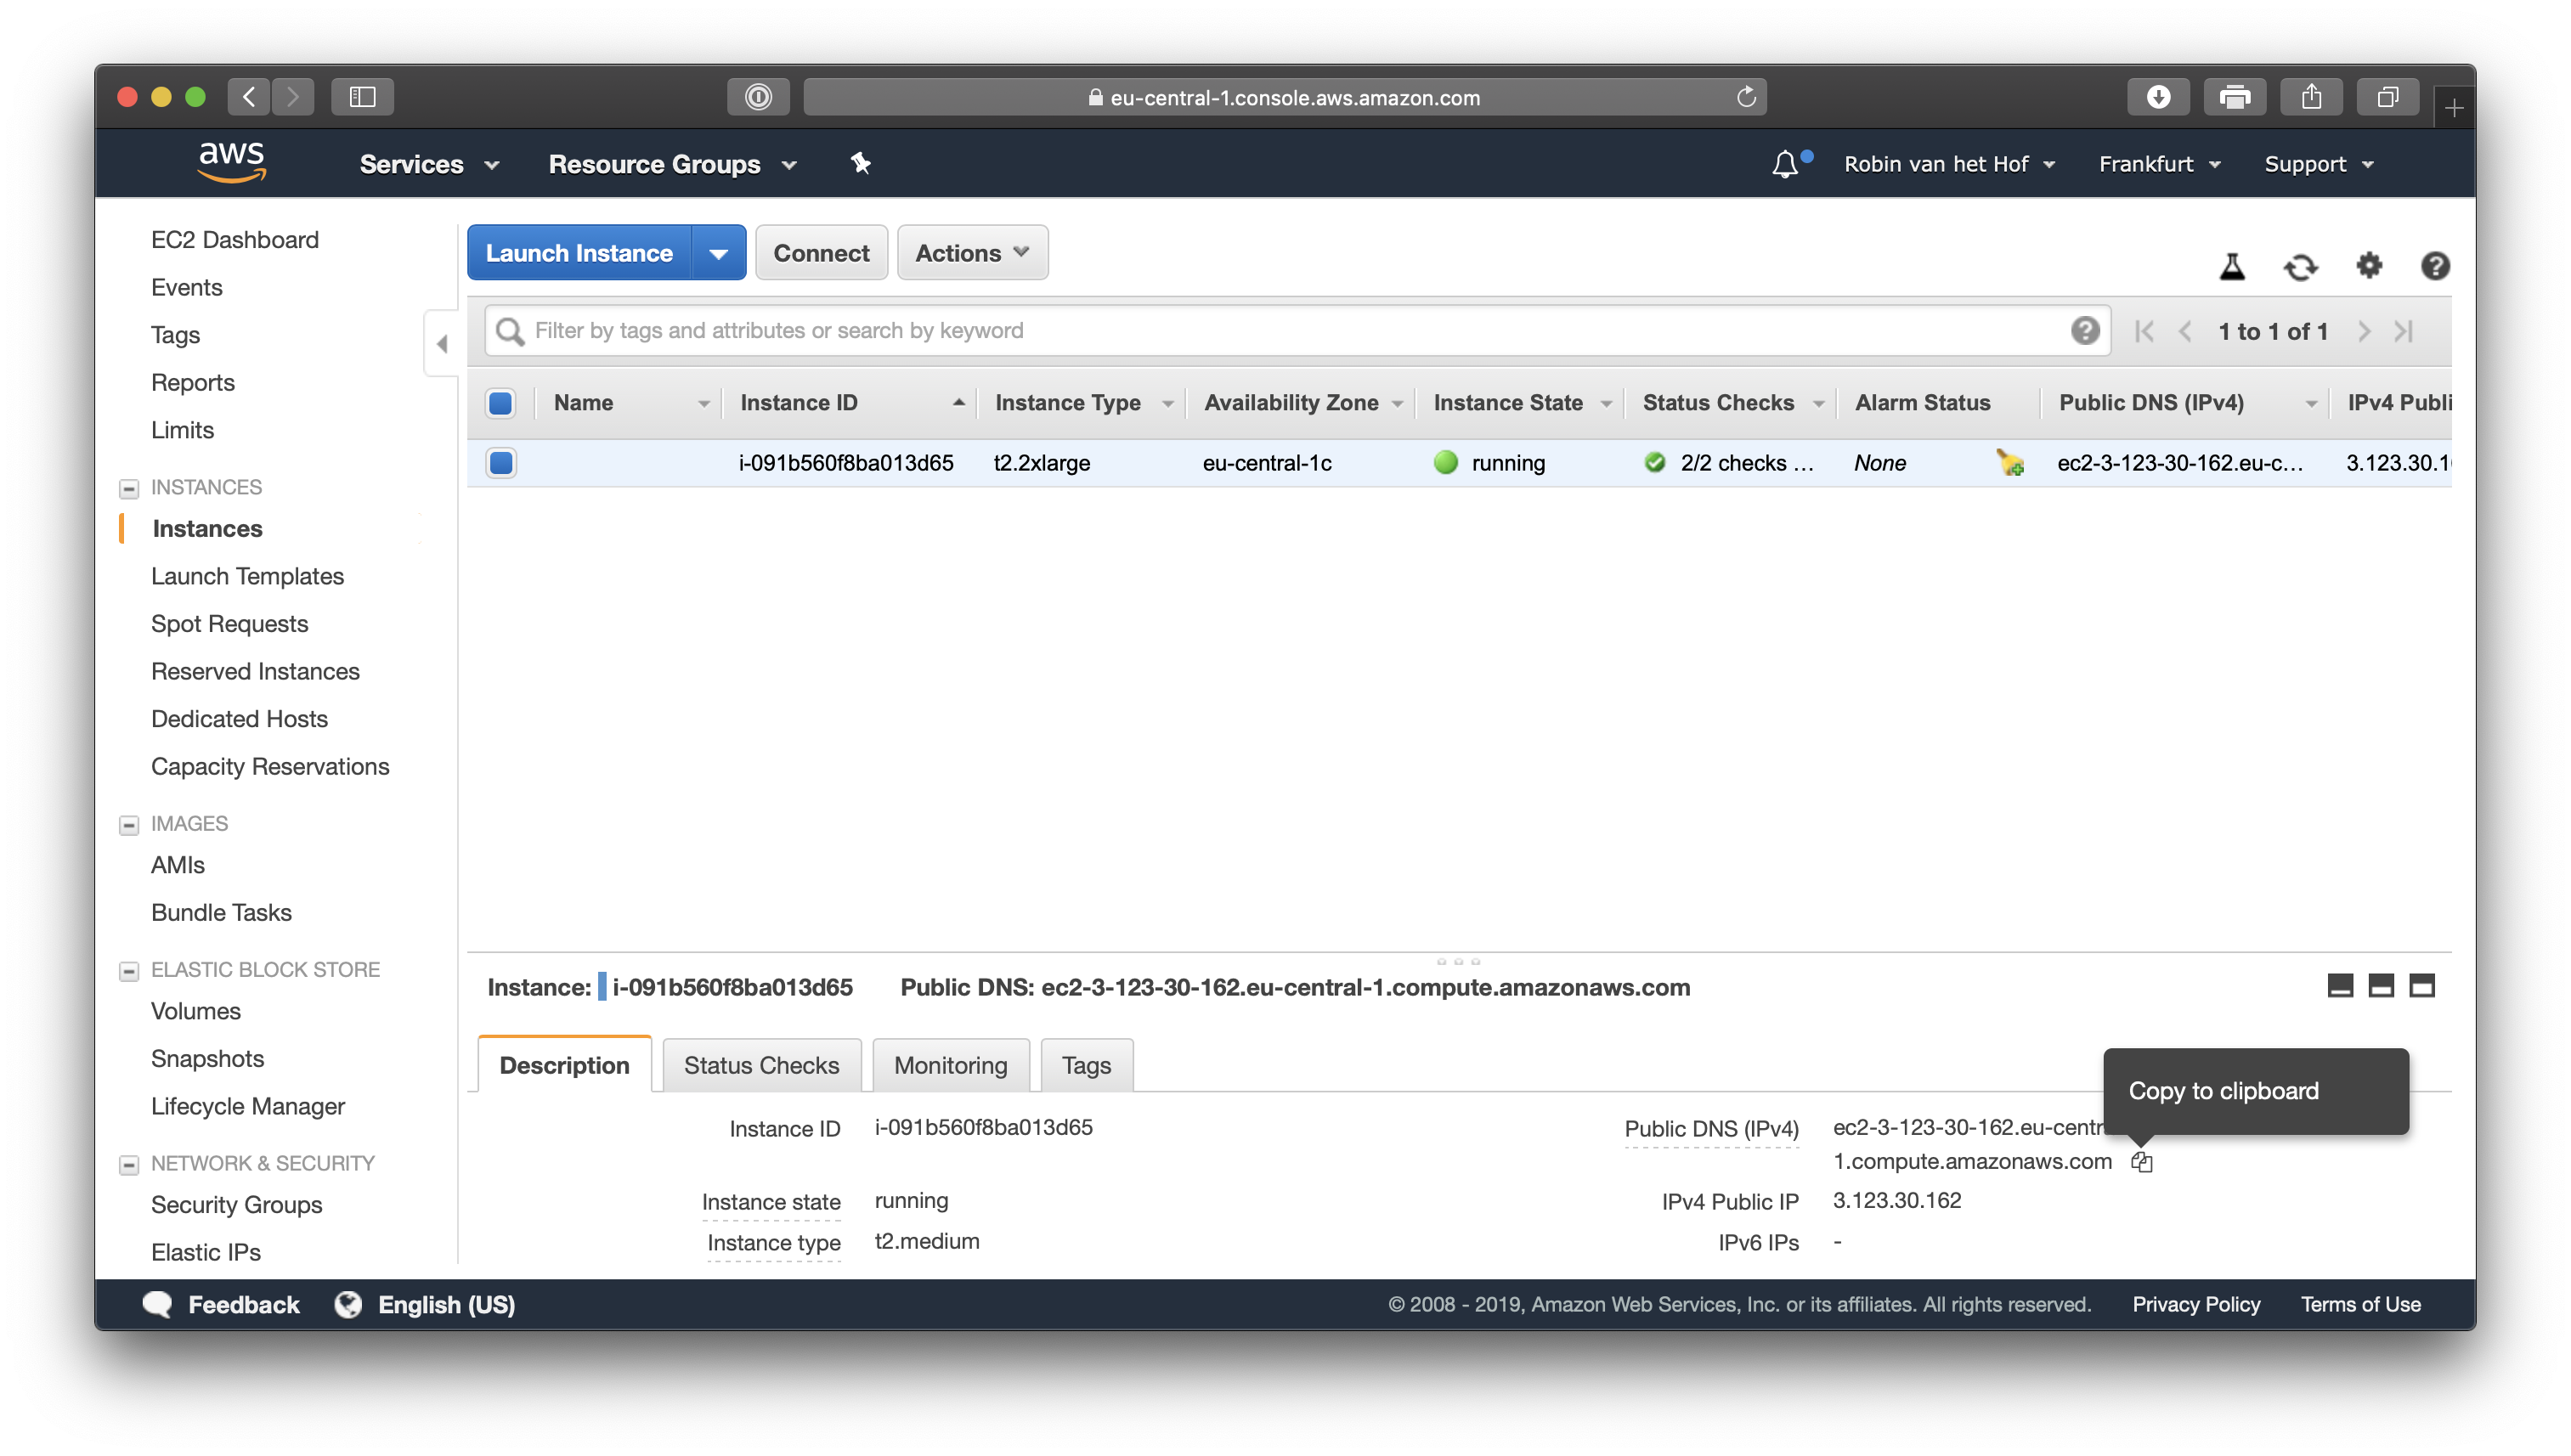 eu-central-1.console.aws.amazon.com
aws Services Resource Groups Robin van het Hof Frankfurt Support
EC2 Dashboard
Events
Tags
Reports
Limits
INSTANCES
Instances
Launch Templates
Spot Requests
Reserved Instances
Dedicated Hosts
Capacity Reservations
IMAGES
AMIs
Bundle Tasks
ELASTIC BLOCK STORE
Volumes
Snapshots
Lifecycle Manager
NETWORK & SECURITY
Security Groups
Elastic IPs
Launch Instance Connect Actions
Filter by tags and attributes or search by keyword 1 to 1 of 1
Name Instance ID Instance Type Availability Zone Instance State Status Checks Alarm Status Public DNS (IPv4) IPv4 Publi
i-091b560f8ba013d65 t2.2xlarge eu-central-1c running 2/2 checks ... None ec2-3-123-30-162.eu-c... 3.123.30.1
Instance: i-091b560f8ba013d65 Public DNS: ec2-3-123-30-162.eu-central-1.compute.amazonaws.com
Description Status Checks Monitoring Tags
Copy to clipboard
Instance ID i-091b560f8ba013d65 Public DNS (IPv4) ec2-3-123-30-162.eu-centr
1.compute.amazonaws.com
Instance state running IPv4 Public IP 3.123.30.162
Instance type t2.medium IPv6 IPs -
Feedback English (US) © 2008 - 2019, Amazon Web Services, Inc. or its affiliates. All rights reserved. Privacy Policy Terms of Use